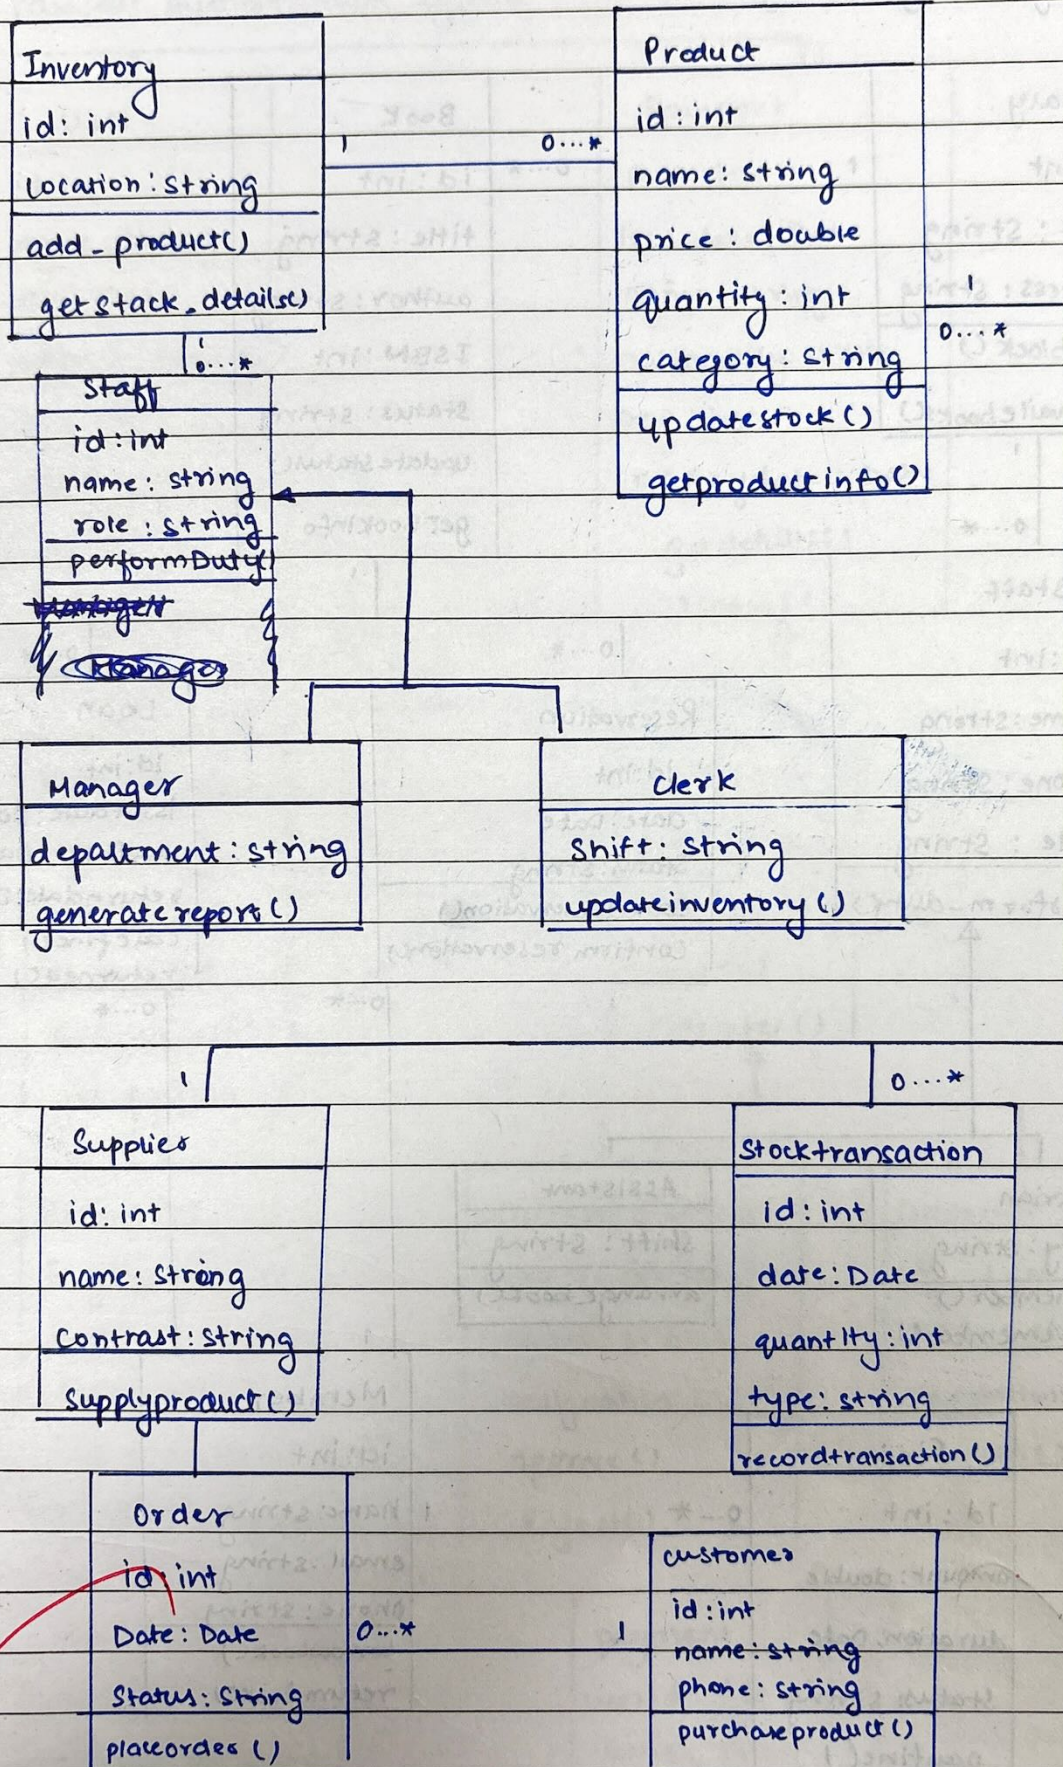 Inventory
id: int
location: string
add_product()
getstack_details()
1
0...*
Product
id: int
name: string
price: double
quantity: int
category: string
updatestock()
getproductinfo()
1
0...*
1
0...*
Staff
id: int
name: string
role: string
performDuty()
Manager
department: string
generatereport()
Clerk
Shift: string
updateinventory()
1
0...*
Supplier
id: int
name: string
contrast: string
supplyproduct()
Stocktransaction
id: int
date: Date
quantity: int
type: string
recordtransaction()
Order
id: int
Date: Date
Status: String
placeorder ()
0...*
1
customer
id: int
name: string
phone: string
purchaseproduct()